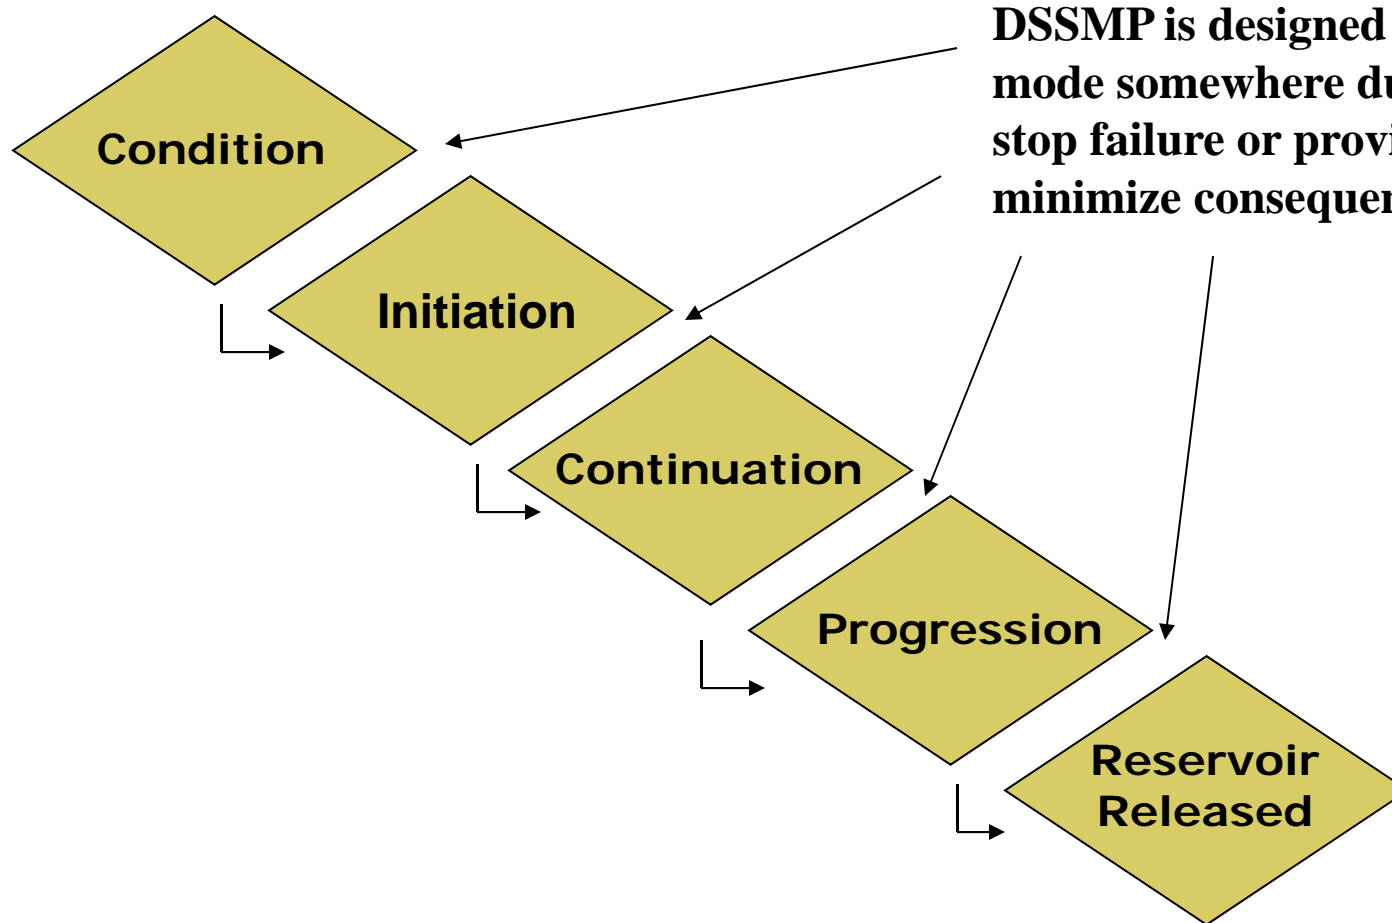 DSSMP is designed
mode somewhere du
stop failure or provi
minimize consequen
Condition
Initiation
Continuation
Progression
Reservoir
Released